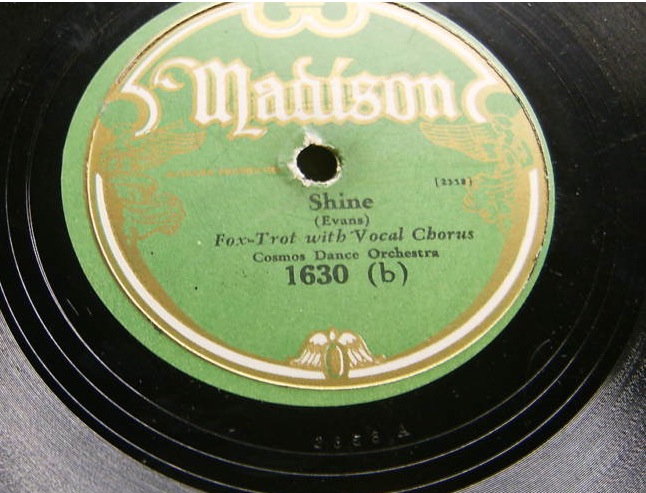 Madison
[2358]
Shine
(Evans)
Fox-Trot with Vocal Chorus
Cosmos Dance Orchestra
1630 (b)